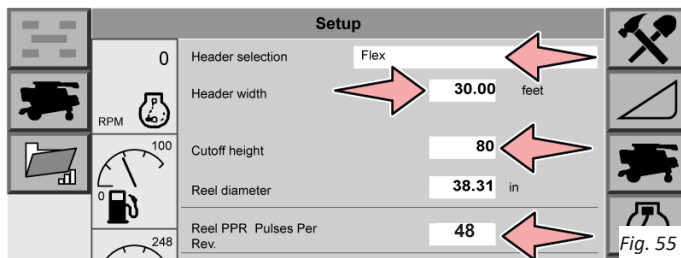 Setup
0
RPM
Header selection
Flex
Header width
30.00 feet
100
0
Cutoff height
80
Reel diameter
38.31 in
248
Reel PPR Pulses Per
Rev.
48
Fig. 55